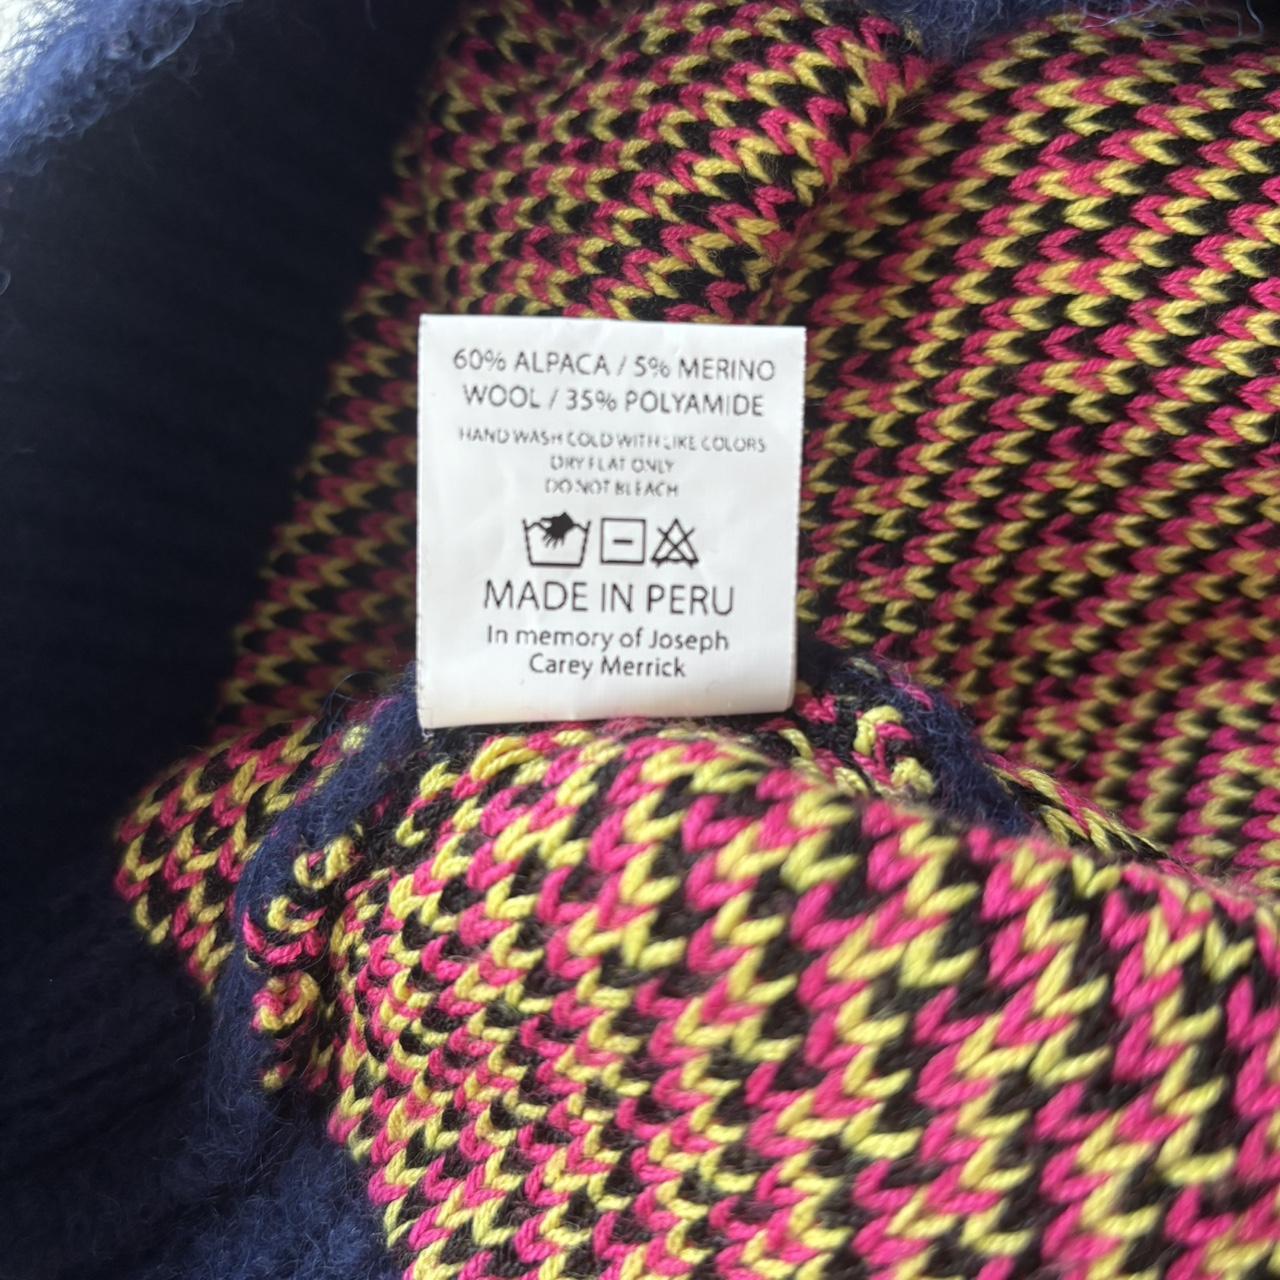 60% ALPACA / 5% MERINO
WOOL / 35% POLYAMIDE
HAND WASH COLD WITH LIKE COLORS
DRY FLAT ONLY
DO NOT BLEACH
MADE IN PERU
In memory of Joseph
Carey Merrick